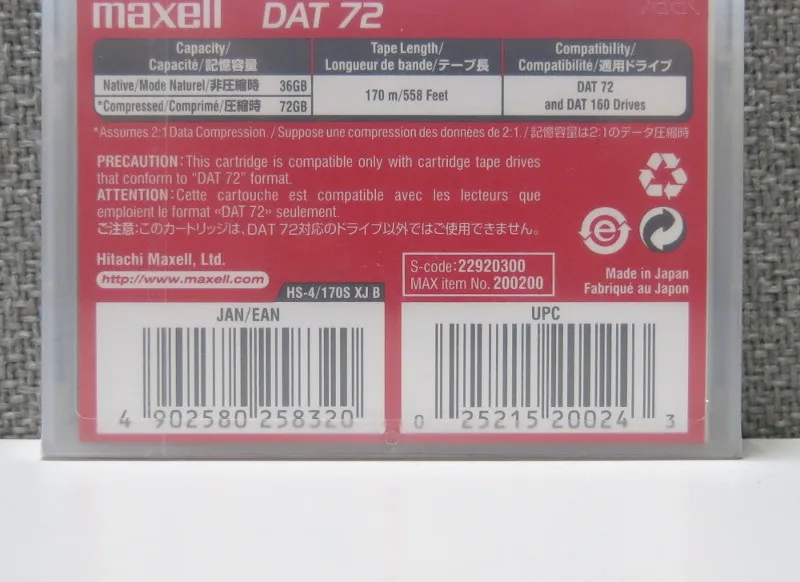 maxell DAT 72
Capacity/
Capacité/記憶容量
Tape Length/
Longueur de bande/テープ長
Compatibility/
Compatibilité/適用ドライブ
Native/Mode Naturel/非圧縮時 36GB
*Compressed/Comprimé/圧縮時 72GB
170 m/558 Feet
DAT 72
and DAT 160 Drives
*Assumes 2:1 Data Compression. / Suppose une compression des données de 2:1. / 記憶容量は2:1のデータ圧縮時
PRECAUTION: This cartridge is compatible only with cartridge tape drives
that conform to "DAT 72" format.
ATTENTION: Cette cartouche est compatible avec les lecteurs que
emploient le format «DAT 72» seulement.
ご注意:このカートリッジは、DAT 72対応のドライブ以外ではご使用できません。
Hitachi Maxell, Ltd.
http://www.maxell.com
HS-4/170S XJ B
S-code: 22920300
MAX item No. 200200
Made in Japan
Fabriqué au Japon
JAN/EAN
4 902580 258320
UPC
0 25215 20024 3